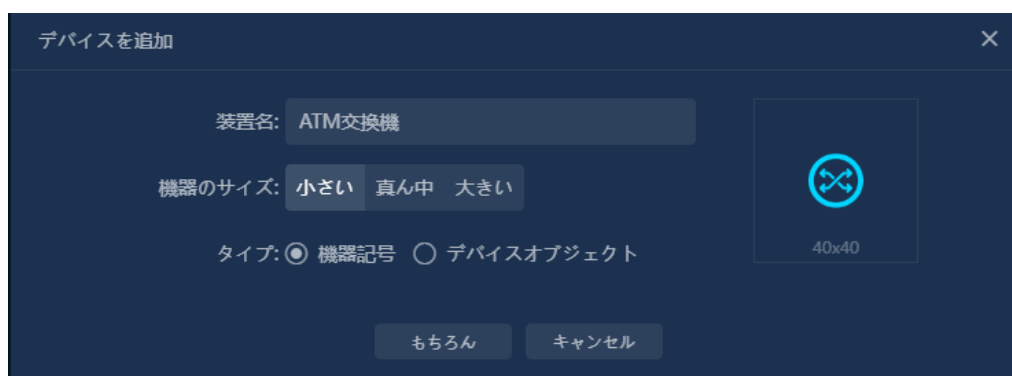 デバイスを追加
装置名: ATM交換機
機器のサイズ: 小さい 真ん中 大きい
タイプ: 機器記号 デバイスオブジェクト
40x40
もちろん キャンセル